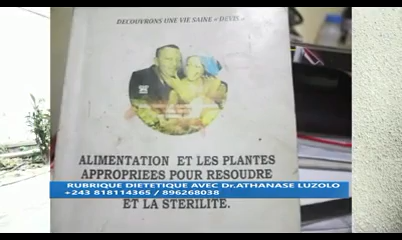 DECOUVRONS UNE VIE SAINE « DEVIS »
ALIMENTATION ET LES PLANTES
APPROPRIEES POUR RESOUDRE
RUBRIQUE DIETETIQUE AVEC Dr.ATHANASE LUZOLO
+243 818114365 / 896268038
ET LA STERILITE.